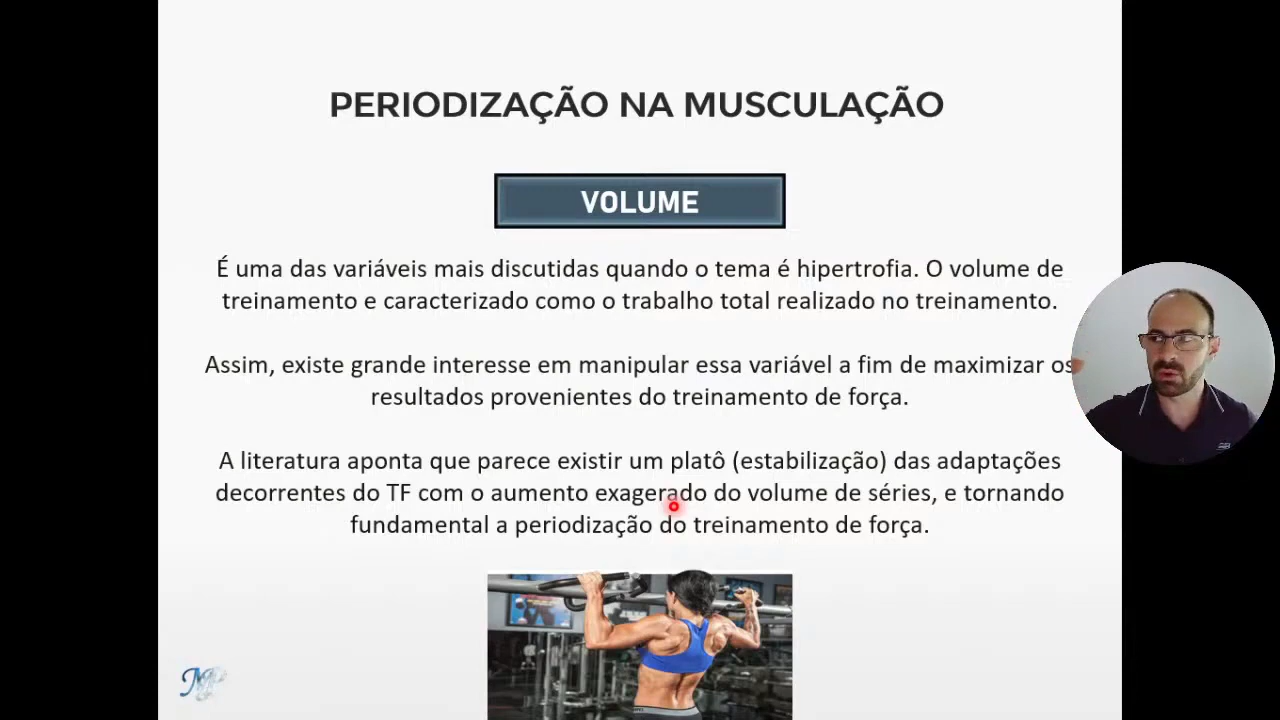 PERIODIZAÇÃO NA MUSCULAÇÃO
VOLUME
É uma das variáveis mais discutidas quando o tema é hipertrofia. O volume de
treinamento e caracterizado como o trabalho total realizado no treinamento.
Assim, existe grande interesse em manipular essa variável a fim de maximizar os
resultados provenientes do treinamento de força.
A literatura aponta que parece existir um platô (estabilização) das adaptações
decorrentes do TF com o aumento exagerado do volume de séries, e tornando
fundamental a periodização do treinamento de força.